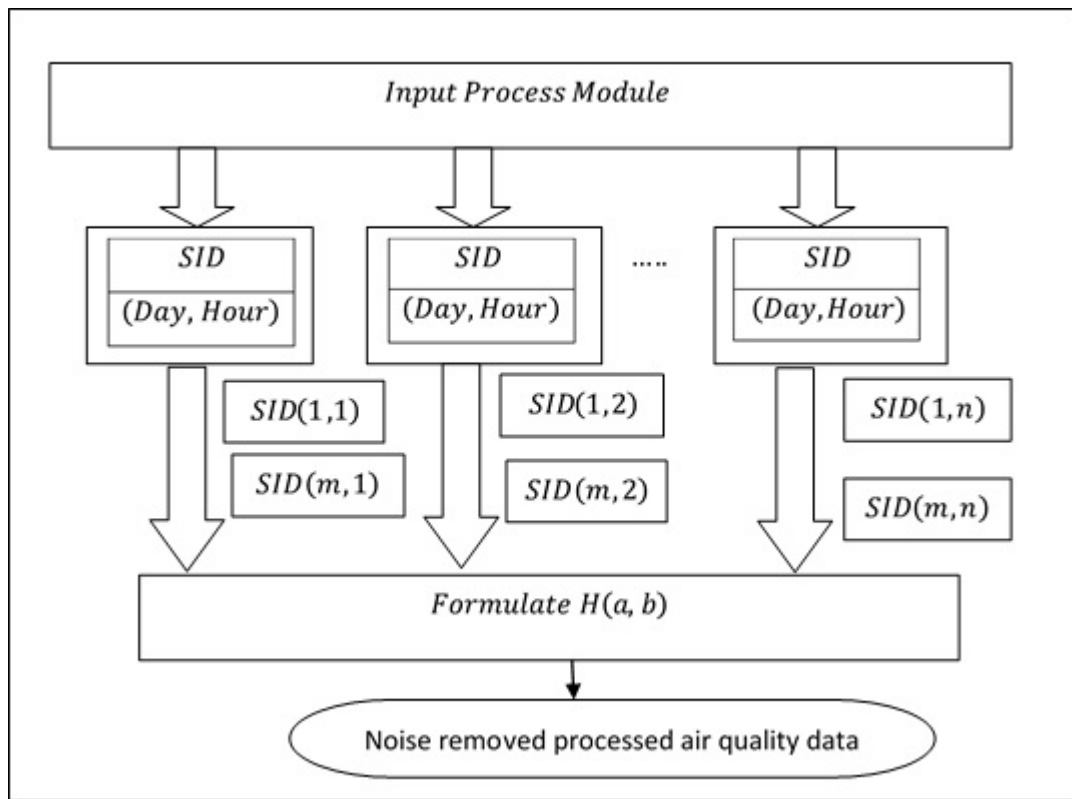 Input Process Module
SID
(Day, Hour)
SID
(Day, Hour)
.....
SID
(Day, Hour)
SID(1,1)
SID(m, 1)
SID(1,2)
SID(m, 2)
SID(1, n)
SID(m, n)
Formulate H(a, b)
Noise removed processed air quality data